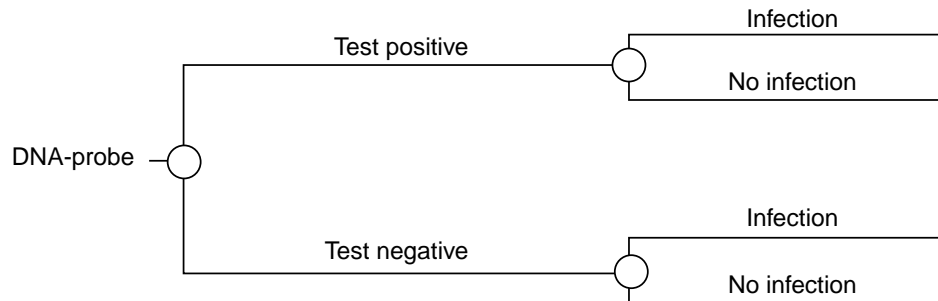 Infection
Test positive
No infection
DNA-probe
Infection
Test negative
No infection